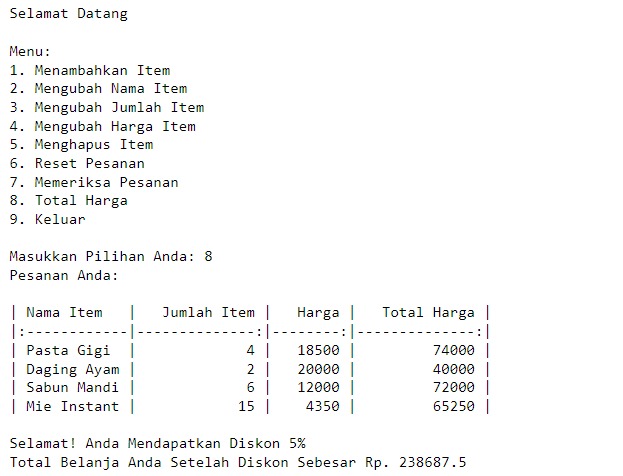 Selamat Datang
Menu:
1. Menambahkan Item
2. Mengubah Nama Item
3. Mengubah Jumlah Item
4. Mengubah Harga Item
5. Menghapus Item
6. Reset Pesanan
7. Memeriksa Pesanan
8. Total Harga
9. Keluar
Masukkan Pilihan Anda: 8
Pesanan Anda:
| Nama Item   |   Jumlah Item |   Harga |   Total Harga |
|:------------|--------------:|--------:|--------------:|
| Pasta Gigi  |             4 |   18500 |         74000 |
| Daging Ayam |             2 |   20000 |         40000 |
| Sabun Mandi |             6 |   12000 |         72000 |
| Mie Instant |            15 |    4350 |         65250 |
Selamat! Anda Mendapatkan Diskon 5%
Total Belanja Anda Setelah Diskon Sebesar Rp. 238687.5